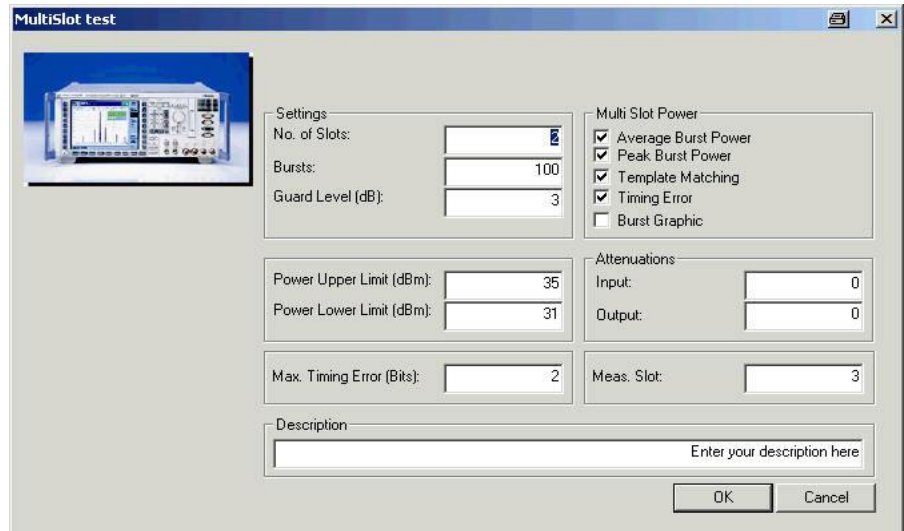 MultiSlot test
Settings
No. of Slots: 2
Bursts: 100
Guard Level (dB): 3
Multi Slot Power
Average Burst Power
Peak Burst Power
Template Matching
Timing Error
Burst Graphic
Power Upper Limit (dBm): 35
Power Lower Limit (dBm): 31
Attenuations
Input: 0
Output: 0
Max. Timing Error (Bits): 2
Meas. Slot: 3
Description
Enter your description here
OK
Cancel